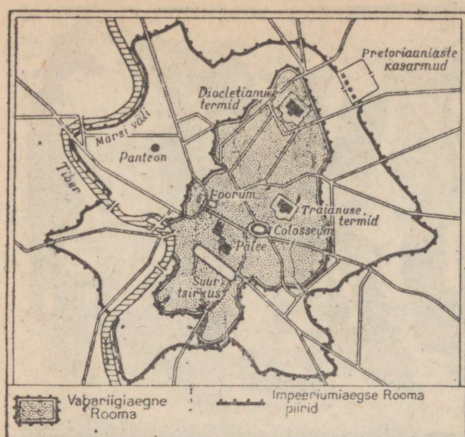 Pretoriaanlaste
kasarmud
Diocletianuse
termid
Marsi väli
Panteon
Tiber
Foorum
Traianuse
termid
Colosseum
Palee
Suur
tsirkus
Vabariigiaegne
Rooma
Impeeriumiaegse Rooma
piirid